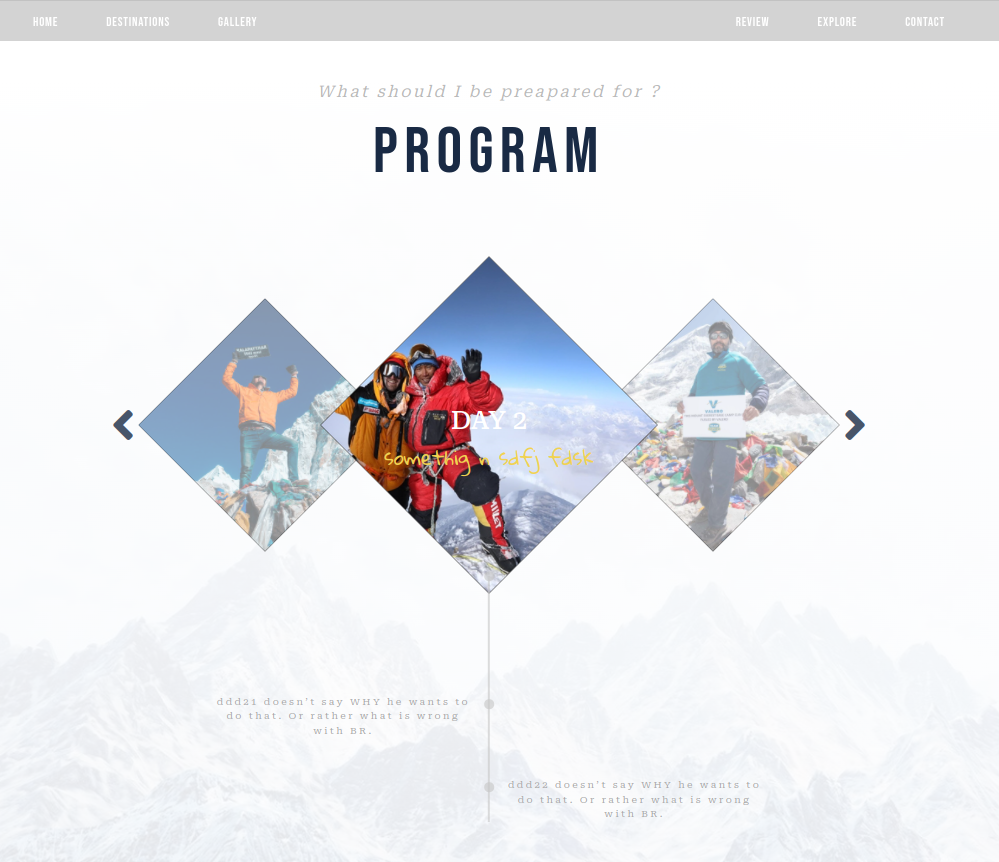 HOME DESTINATIONS GALLERY REVIEW EXPLORE CONTACT
What should I be preapared for ?
PROGRAM
DAY 2
somethig n sdfj fdsk
ddd21 doesn't say WHY he wants to
do that. Or rather what is wrong
with BR.
ddd22 doesn't say WHY he wants to
do that. Or rather what is wrong
with BR.